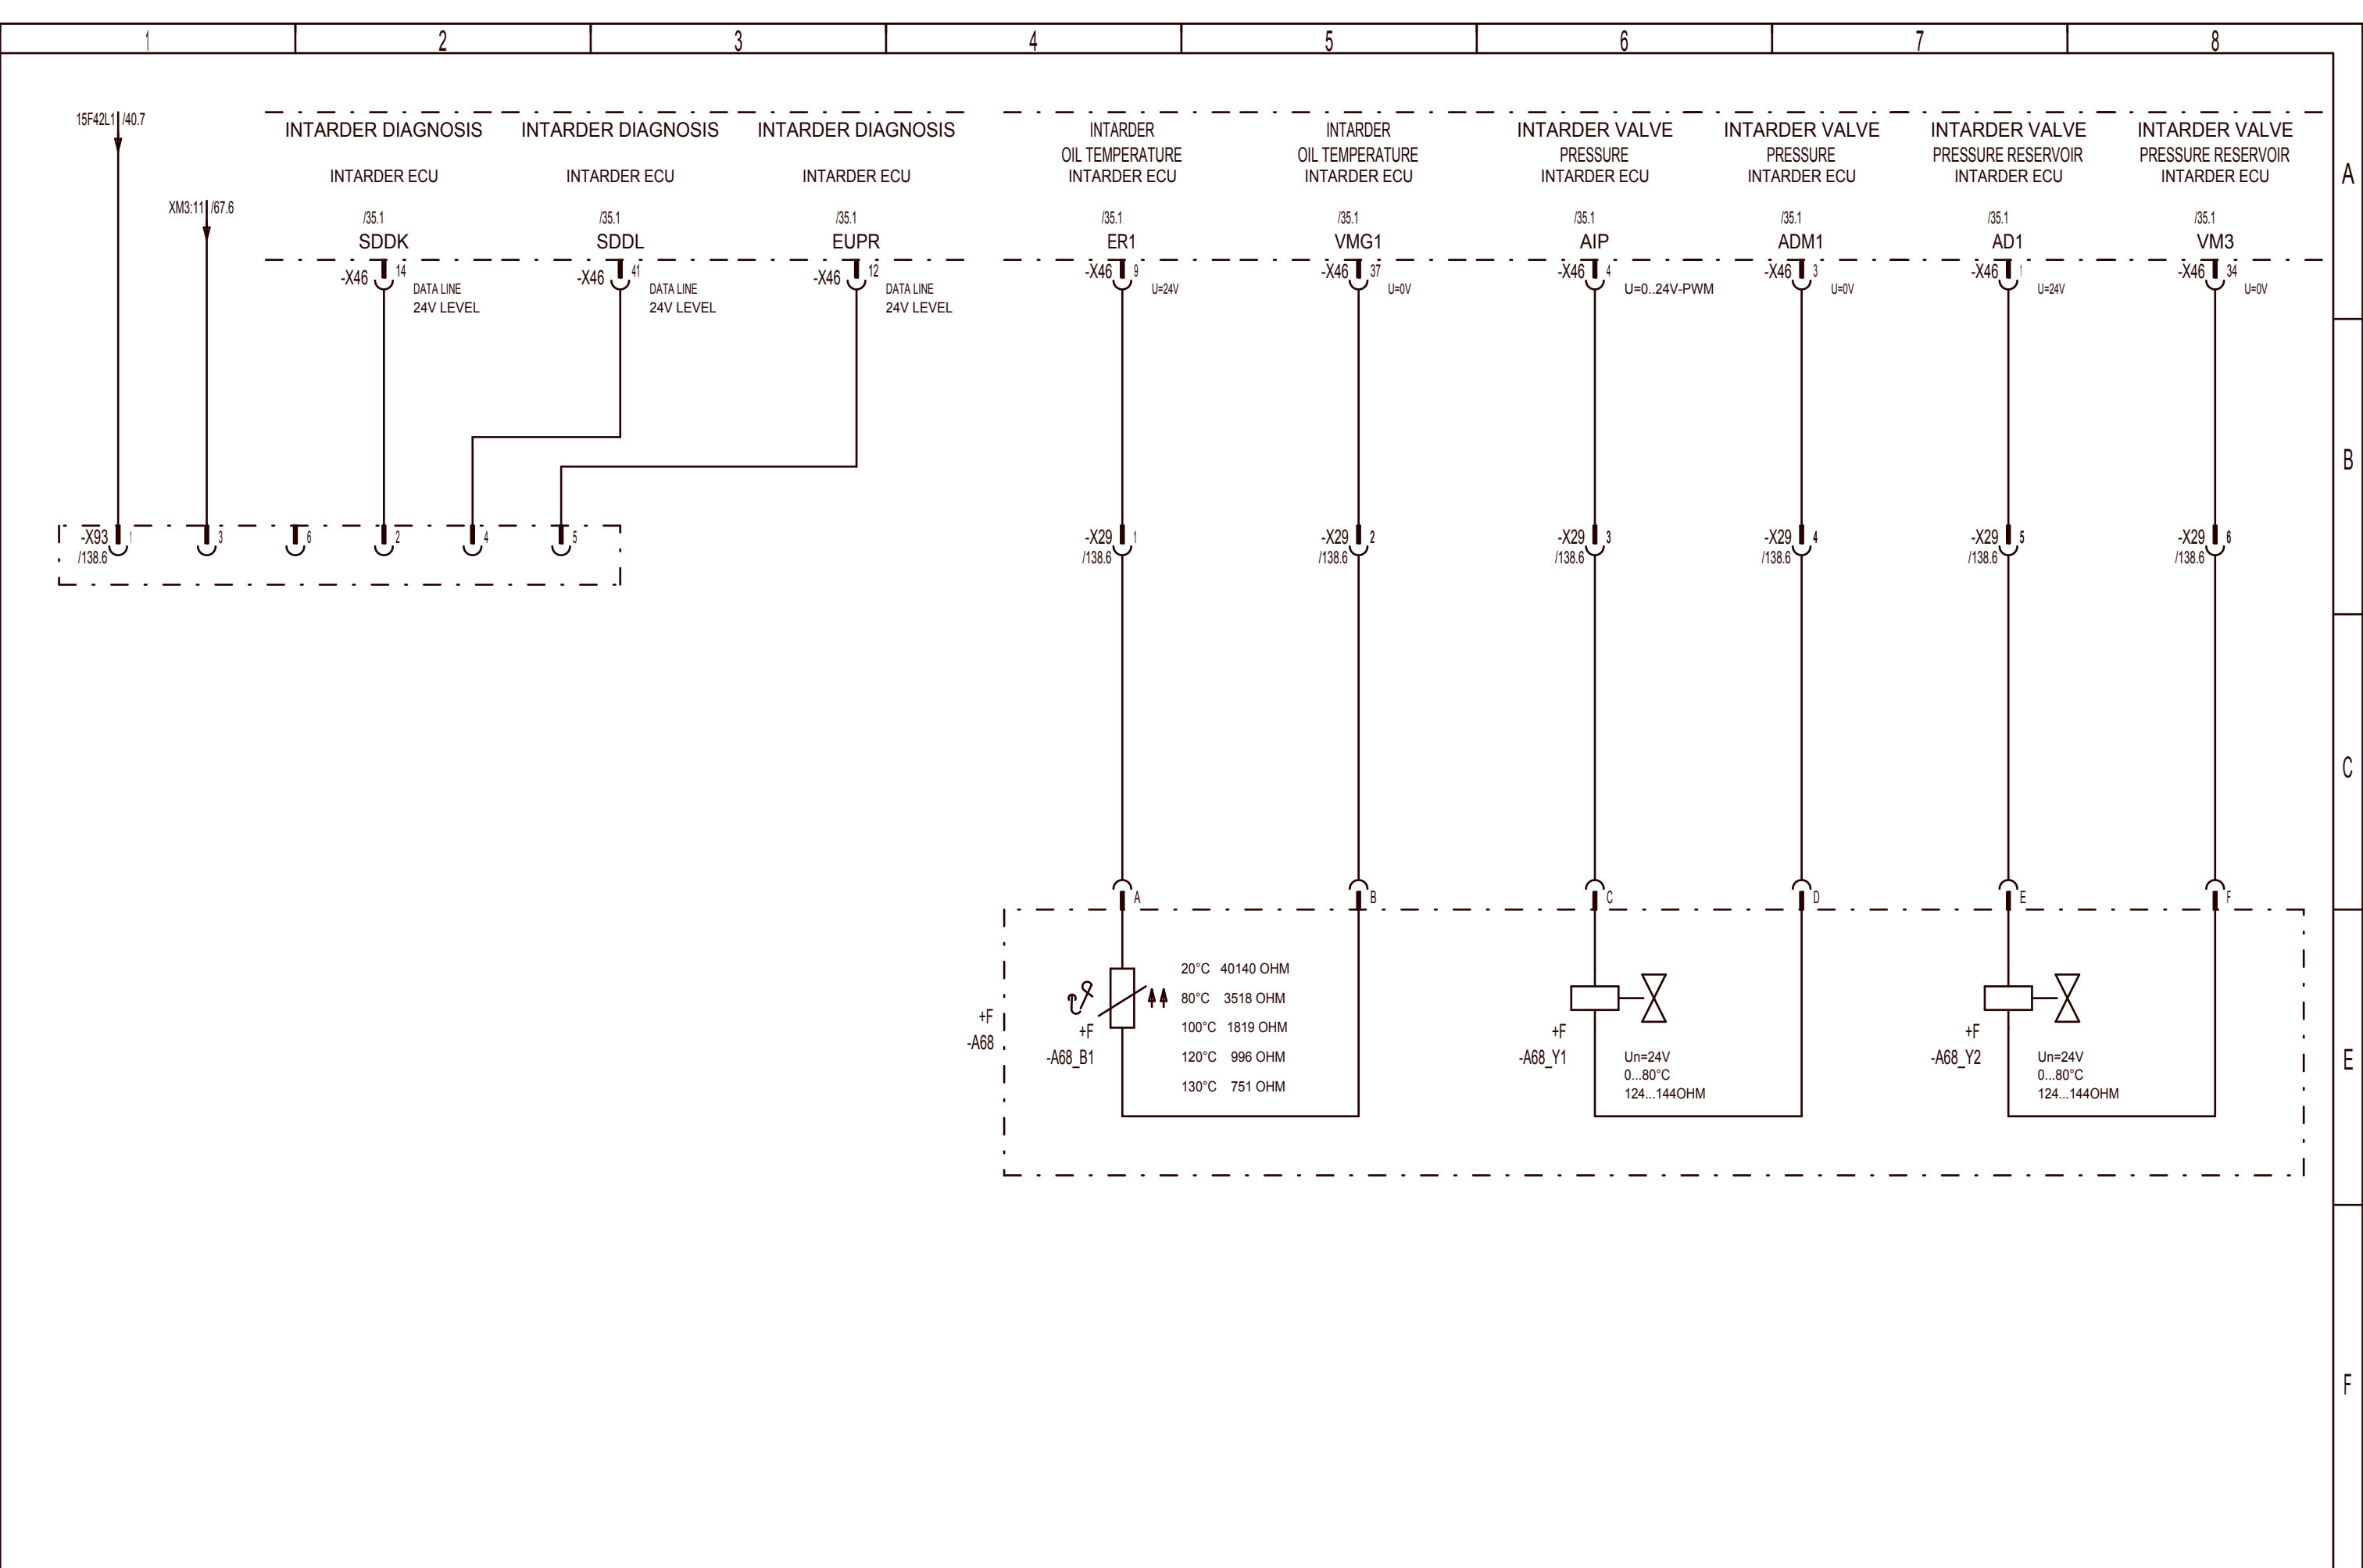 1 2 3 4 5 6 7 8
15F42L1 /40.7
XM3:11 /67.6
INTARDER DIAGNOSIS
INTARDER ECU
/35.1
SDDK
-X46 14
DATA LINE
24V LEVEL
INTARDER DIAGNOSIS
INTARDER ECU
/35.1
SDDL
-X46 41
DATA LINE
24V LEVEL
INTARDER DIAGNOSIS
INTARDER ECU
/35.1
EUPR
-X46 12
DATA LINE
24V LEVEL
INTARDER
OIL TEMPERATURE
INTARDER ECU
/35.1
ER1
-X46 9
U=24V
INTARDER
OIL TEMPERATURE
INTARDER ECU
/35.1
VMG1
-X46 37
U=0V
INTARDER VALVE
PRESSURE
INTARDER ECU
/35.1
AIP
-X46 4
U=0..24V-PWM
INTARDER VALVE
PRESSURE
INTARDER ECU
/35.1
ADM1
-X46 3
U=0V
INTARDER VALVE
PRESSURE RESERVOIR
INTARDER ECU
/35.1
AD1
-X46 1
U=24V
INTARDER VALVE
PRESSURE RESERVOIR
INTARDER ECU
/35.1
VM3
-X46 34
U=0V
A
B
-X93 1 3 6 2 4 5
/138.6
-X29 1
/138.6
-X29 2
/138.6
-X29 3
/138.6
-X29 4
/138.6
-X29 5
/138.6
-X29 6
/138.6
C
A B C D E F
+F
-A68
+F
-A68_B1
20°C 40140 OHM
80°C 3518 OHM
100°C 1819 OHM
120°C 996 OHM
130°C 751 OHM
+F
-A68_Y1
Un=24V
0...80°C
124...144OHM
+F
-A68_Y2
Un=24V
0...80°C
124...144OHM
E
F